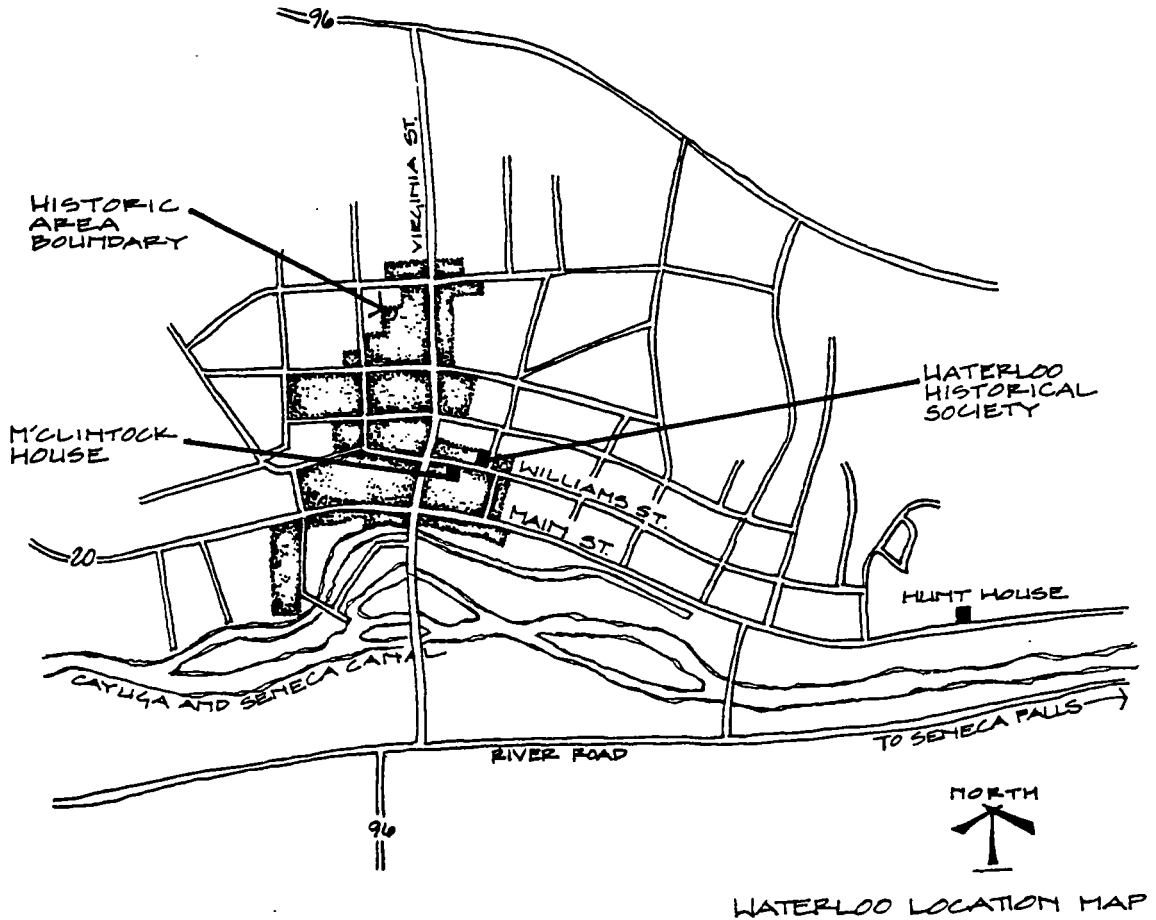 96
VIRGINIA ST.
HISTORIC
AREA
BOUNDARY
WATERLOO
HISTORICAL
SOCIETY
M'CLINTOCK
HOUSE
WILLIAMS ST.
MAIN ST.
20
HUNT HOUSE
CAYUGA AND SENECA CANAL
TO SENECA FALLS
RIVER ROAD
NORTH
96
WATERLOO LOCATION MAP